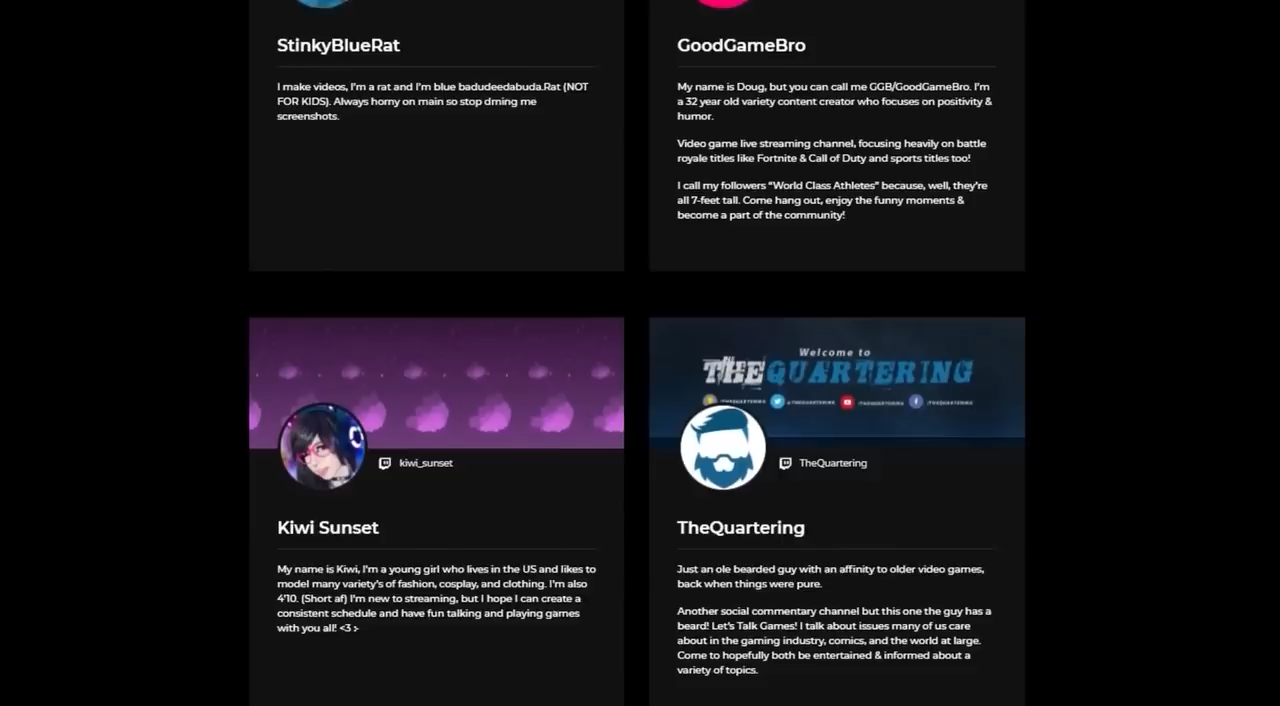 StinkyBlueRat
I make videos, I'm a rat and I'm blue badudeedabuda.Rat (NOT
FOR KIDS). Always horny on main so stop dming me
screenshots.
GoodGameBro
My name is Doug, but you can call me GGB/GoodGameBro. I'm
a 32 year old variety content creator who focuses on positivity &
humor.
Video game live streaming channel, focusing heavily on battle
royale titles like Fortnite & Call of Duty and sports titles too!
I call my followers "World Class Athletes" because, well, they're
all 7-feet tall. Come hang out, enjoy the funny moments &
become a part of the community!
kiwi_sunset
Kiwi Sunset
My name is Kiwi, I'm a young girl who lives in the US and likes to
model many variety's of fashion, cosplay, and clothing. I'm also
4'10. (Short af) I'm new to streaming, but I hope I can create a
consistent schedule and have fun talking and playing games
with you all! <3 >
Welcome to
THEQUARTERING
TheQuartering
TheQuartering
Just an ole bearded guy with an affinity to older video games,
back when things were pure.
Another social commentary channel but this one the guy has a
beard! Let's Talk Games! I talk about issues many of us care
about in the gaming industry, comics, and the world at large.
Come to hopefully both be entertained & informed about a
variety of topics.